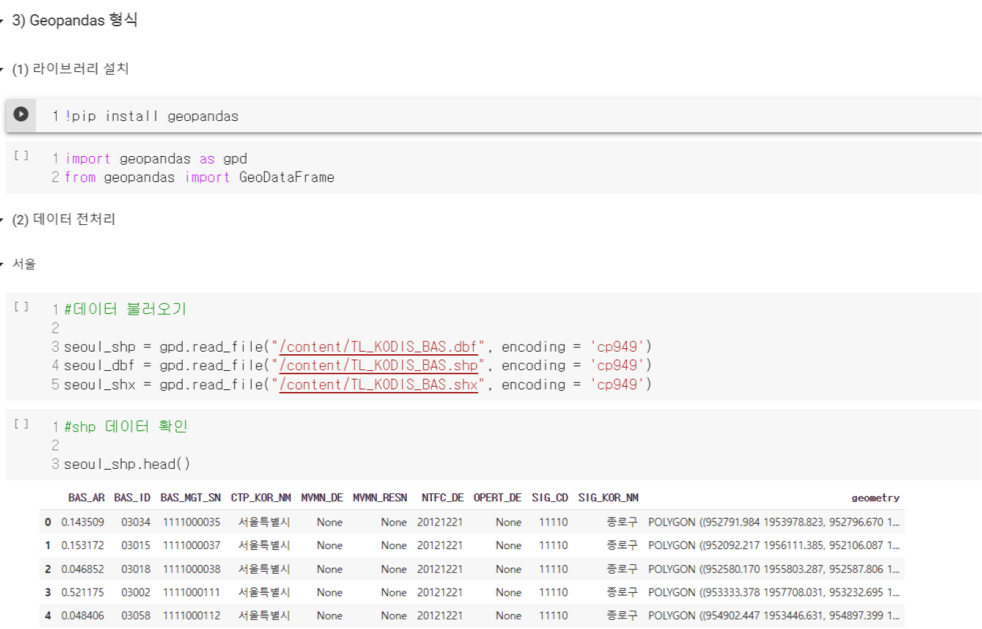 3) Geopandas 형식
(1) 라이브러리 설치
1 !pip install geopandas
[ ] 1 import geopandas as gpd
2 from geopandas import GeoDataFrame
(2) 데이터 전처리
서울
[ ] 1 #데이터 불러오기
2
3 seoul_shp = gpd.read_file("/content/TL_KODIS_BAS.dbf", encoding = 'cp949')
4 seoul_dbf = gpd.read_file("/content/TL_KODIS_BAS.shp", encoding = 'cp949')
5 seoul_shx = gpd.read_file("/content/TL_KODIS_BAS.shx", encoding = 'cp949')
[ ] 1 #shp 데이터 확인
2
3 seoul_shp.head()
BAS_AR BAS_ID BAS_MGT_SN CTP_KOR_NM MVMN_DE MVMN_RESN NTFC_DE OPERT_DE SIG_CD SIG_KOR_NM geometry
0 0.143509 03034 1111000035 서울특별시 None None 20121221 None 11110 종로구 POLYGON ((952791.984 1953978.823, 952796.670 1...
1 0.153172 03015 1111000037 서울특별시 None None 20121221 None 11110 종로구 POLYGON ((952092.217 1956111.385, 952106.087 1...
2 0.046852 03018 1111000038 서울특별시 None None 20121221 None 11110 종로구 POLYGON ((952580.170 1955803.287, 952587.806 1...
3 0.521175 03002 1111000111 서울특별시 None None 20121221 None 11110 종로구 POLYGON ((953333.378 1957708.031, 953232.695 1...
4 0.048406 03058 1111000112 서울특별시 None None 20121221 None 11110 종로구 POLYGON ((954902.447 1953446.631, 954897.399 1...